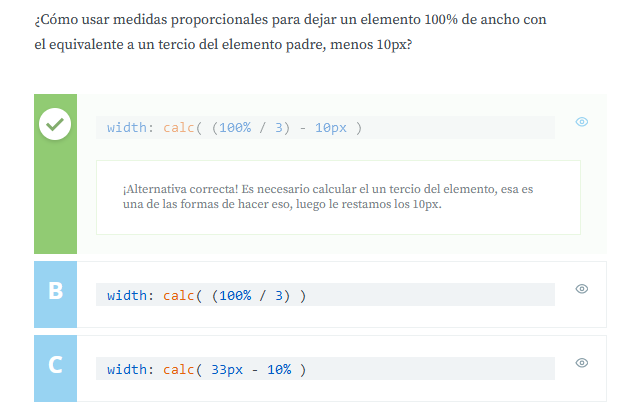 ¿Cómo usar medidas proporcionales para dejar un elemento 100% de ancho con
el equivalente a un tercio del elemento padre, menos 10px?
width: calc( (100% / 3) - 10px )
¡Alternativa correcta! Es necesario calcular el un tercio del elemento, esa es
una de las formas de hacer eso, luego le restamos los 10px.
B
width: calc( (100% / 3) )
C
width: calc( 33px - 10% )